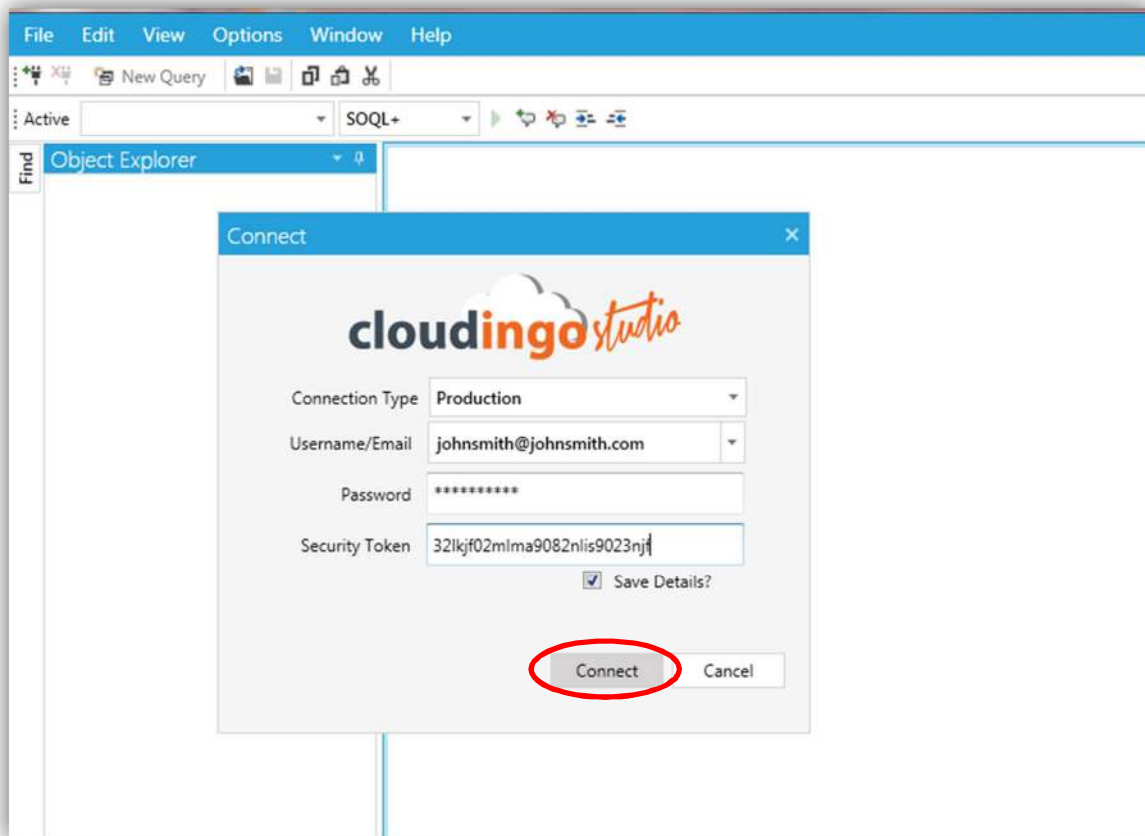 File Edit View Options Window Help
New Query
Active SOQL+
Find
Object Explorer
Connect
cloudingo studio
Connection Type Production
Username/Email johnsmith@johnsmith.com
Password **********
Security Token 32lkjf02mlma9082nlis9023njf
Save Details?
Connect Cancel